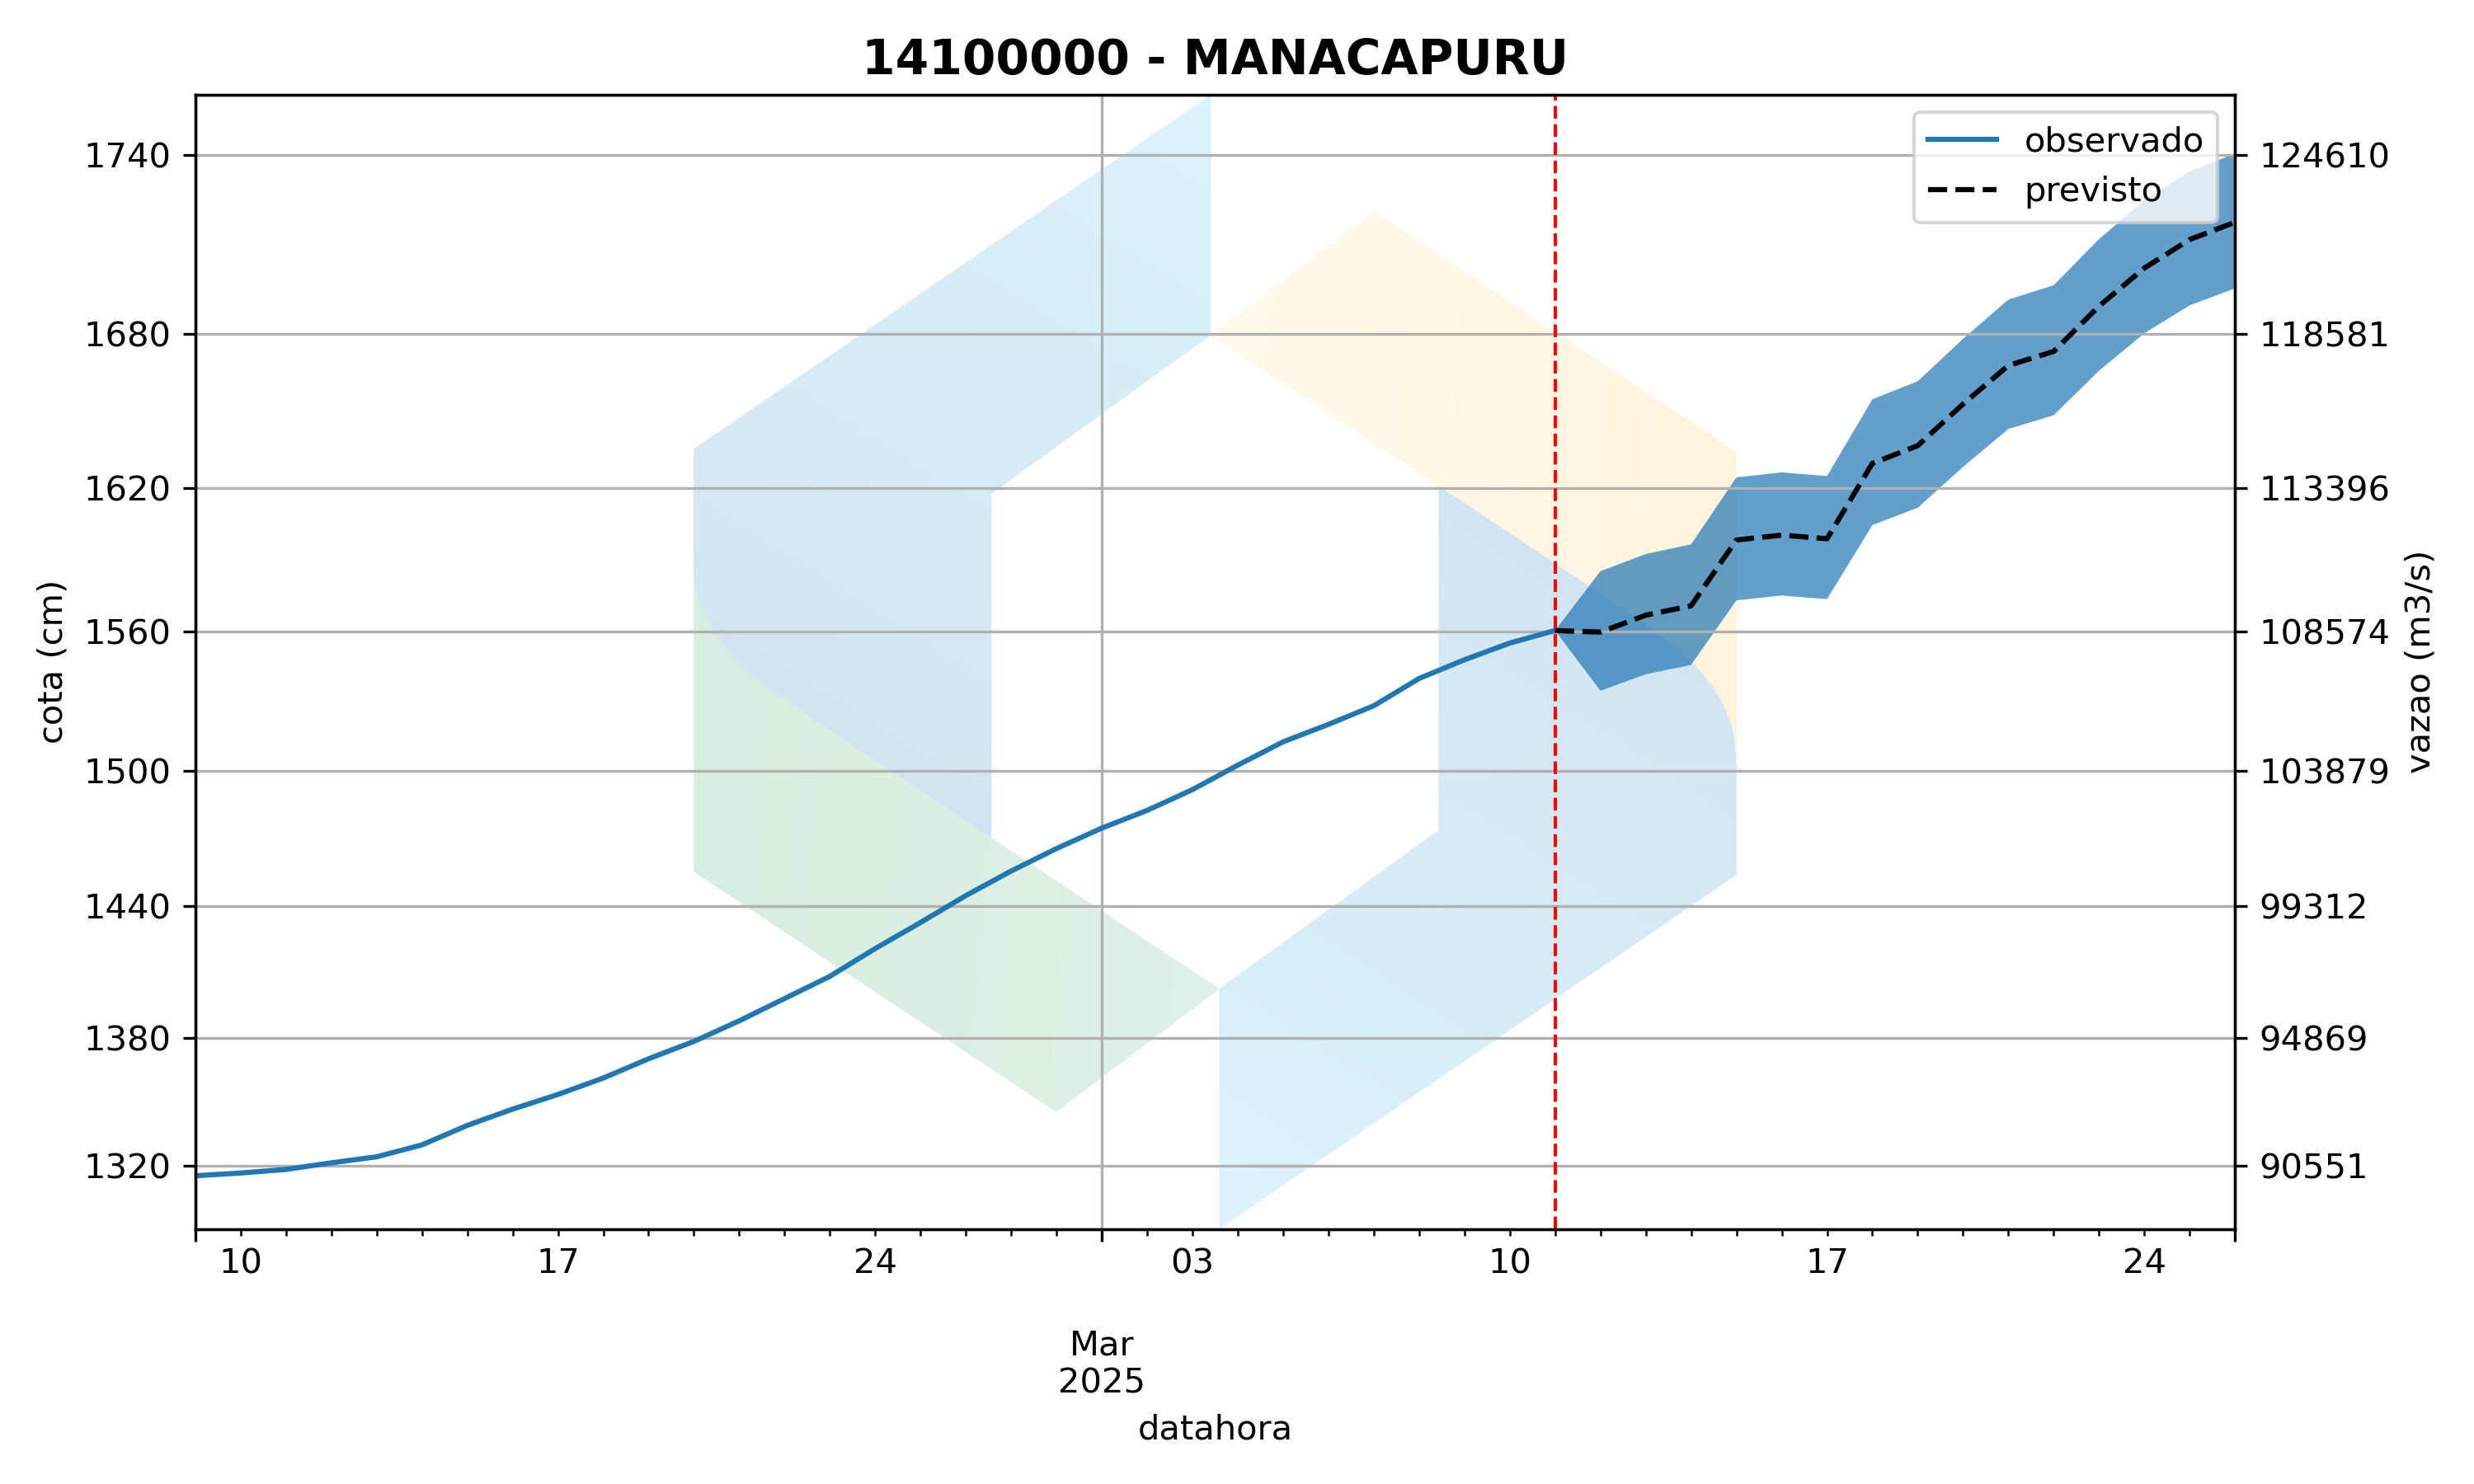 14100000 - MANACAPURU
observado
previsto
1740
1680
1620
1560
1500
1440
1380
1320
cota (cm)
124610
118581
113396
108574
103879
99312
94869
90551
vazao (m3/s)
10 17 24 03 10 17 24
Mar
2025
datahora